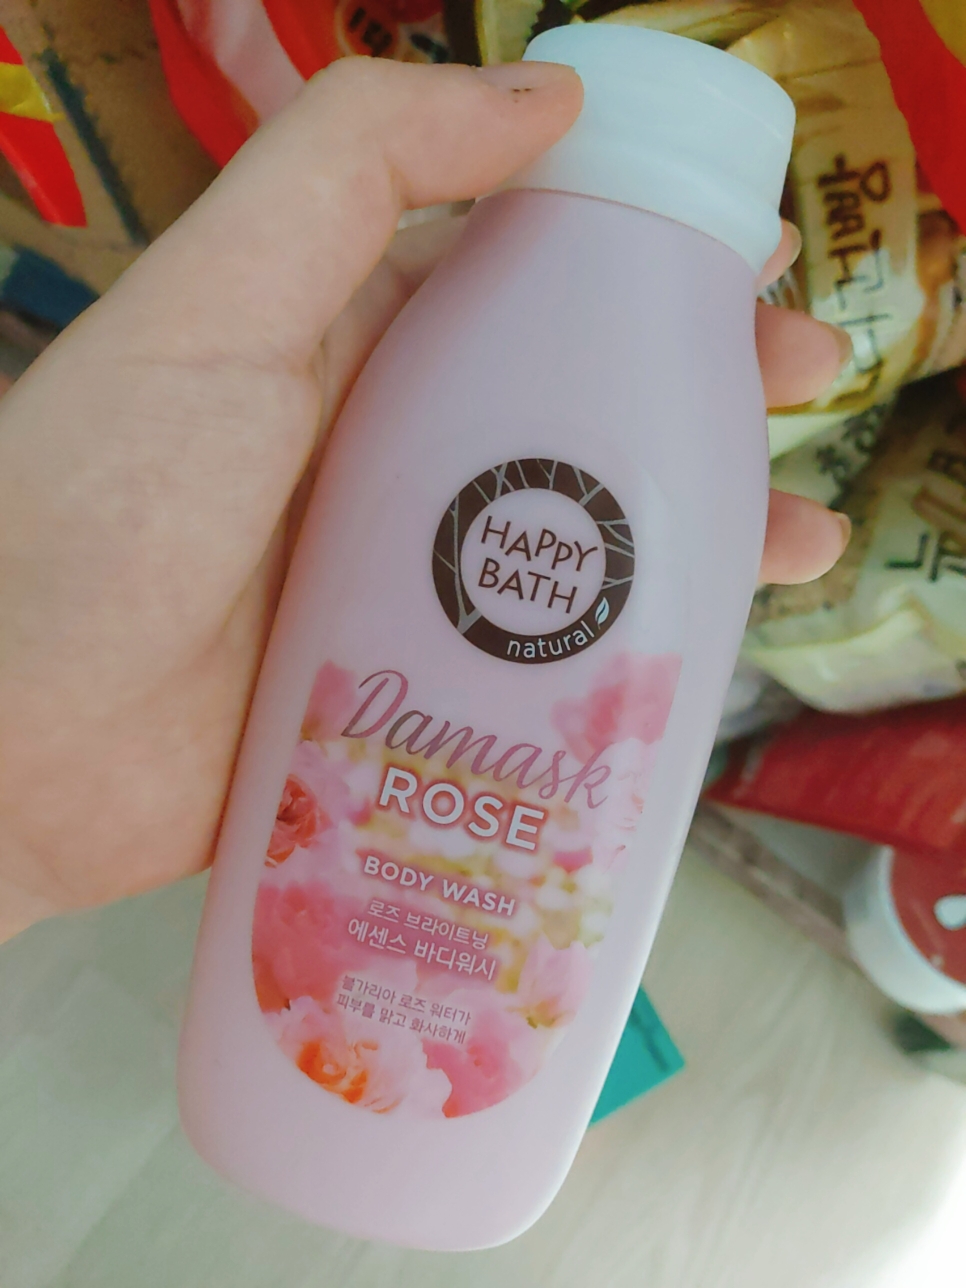 HAPPY
BATH
natural
Damask
ROSE
BODY WASH
로즈 브라이트닝
에센스 바디워시
불가리아 로즈 워터가
피부를 맑고 화사하게